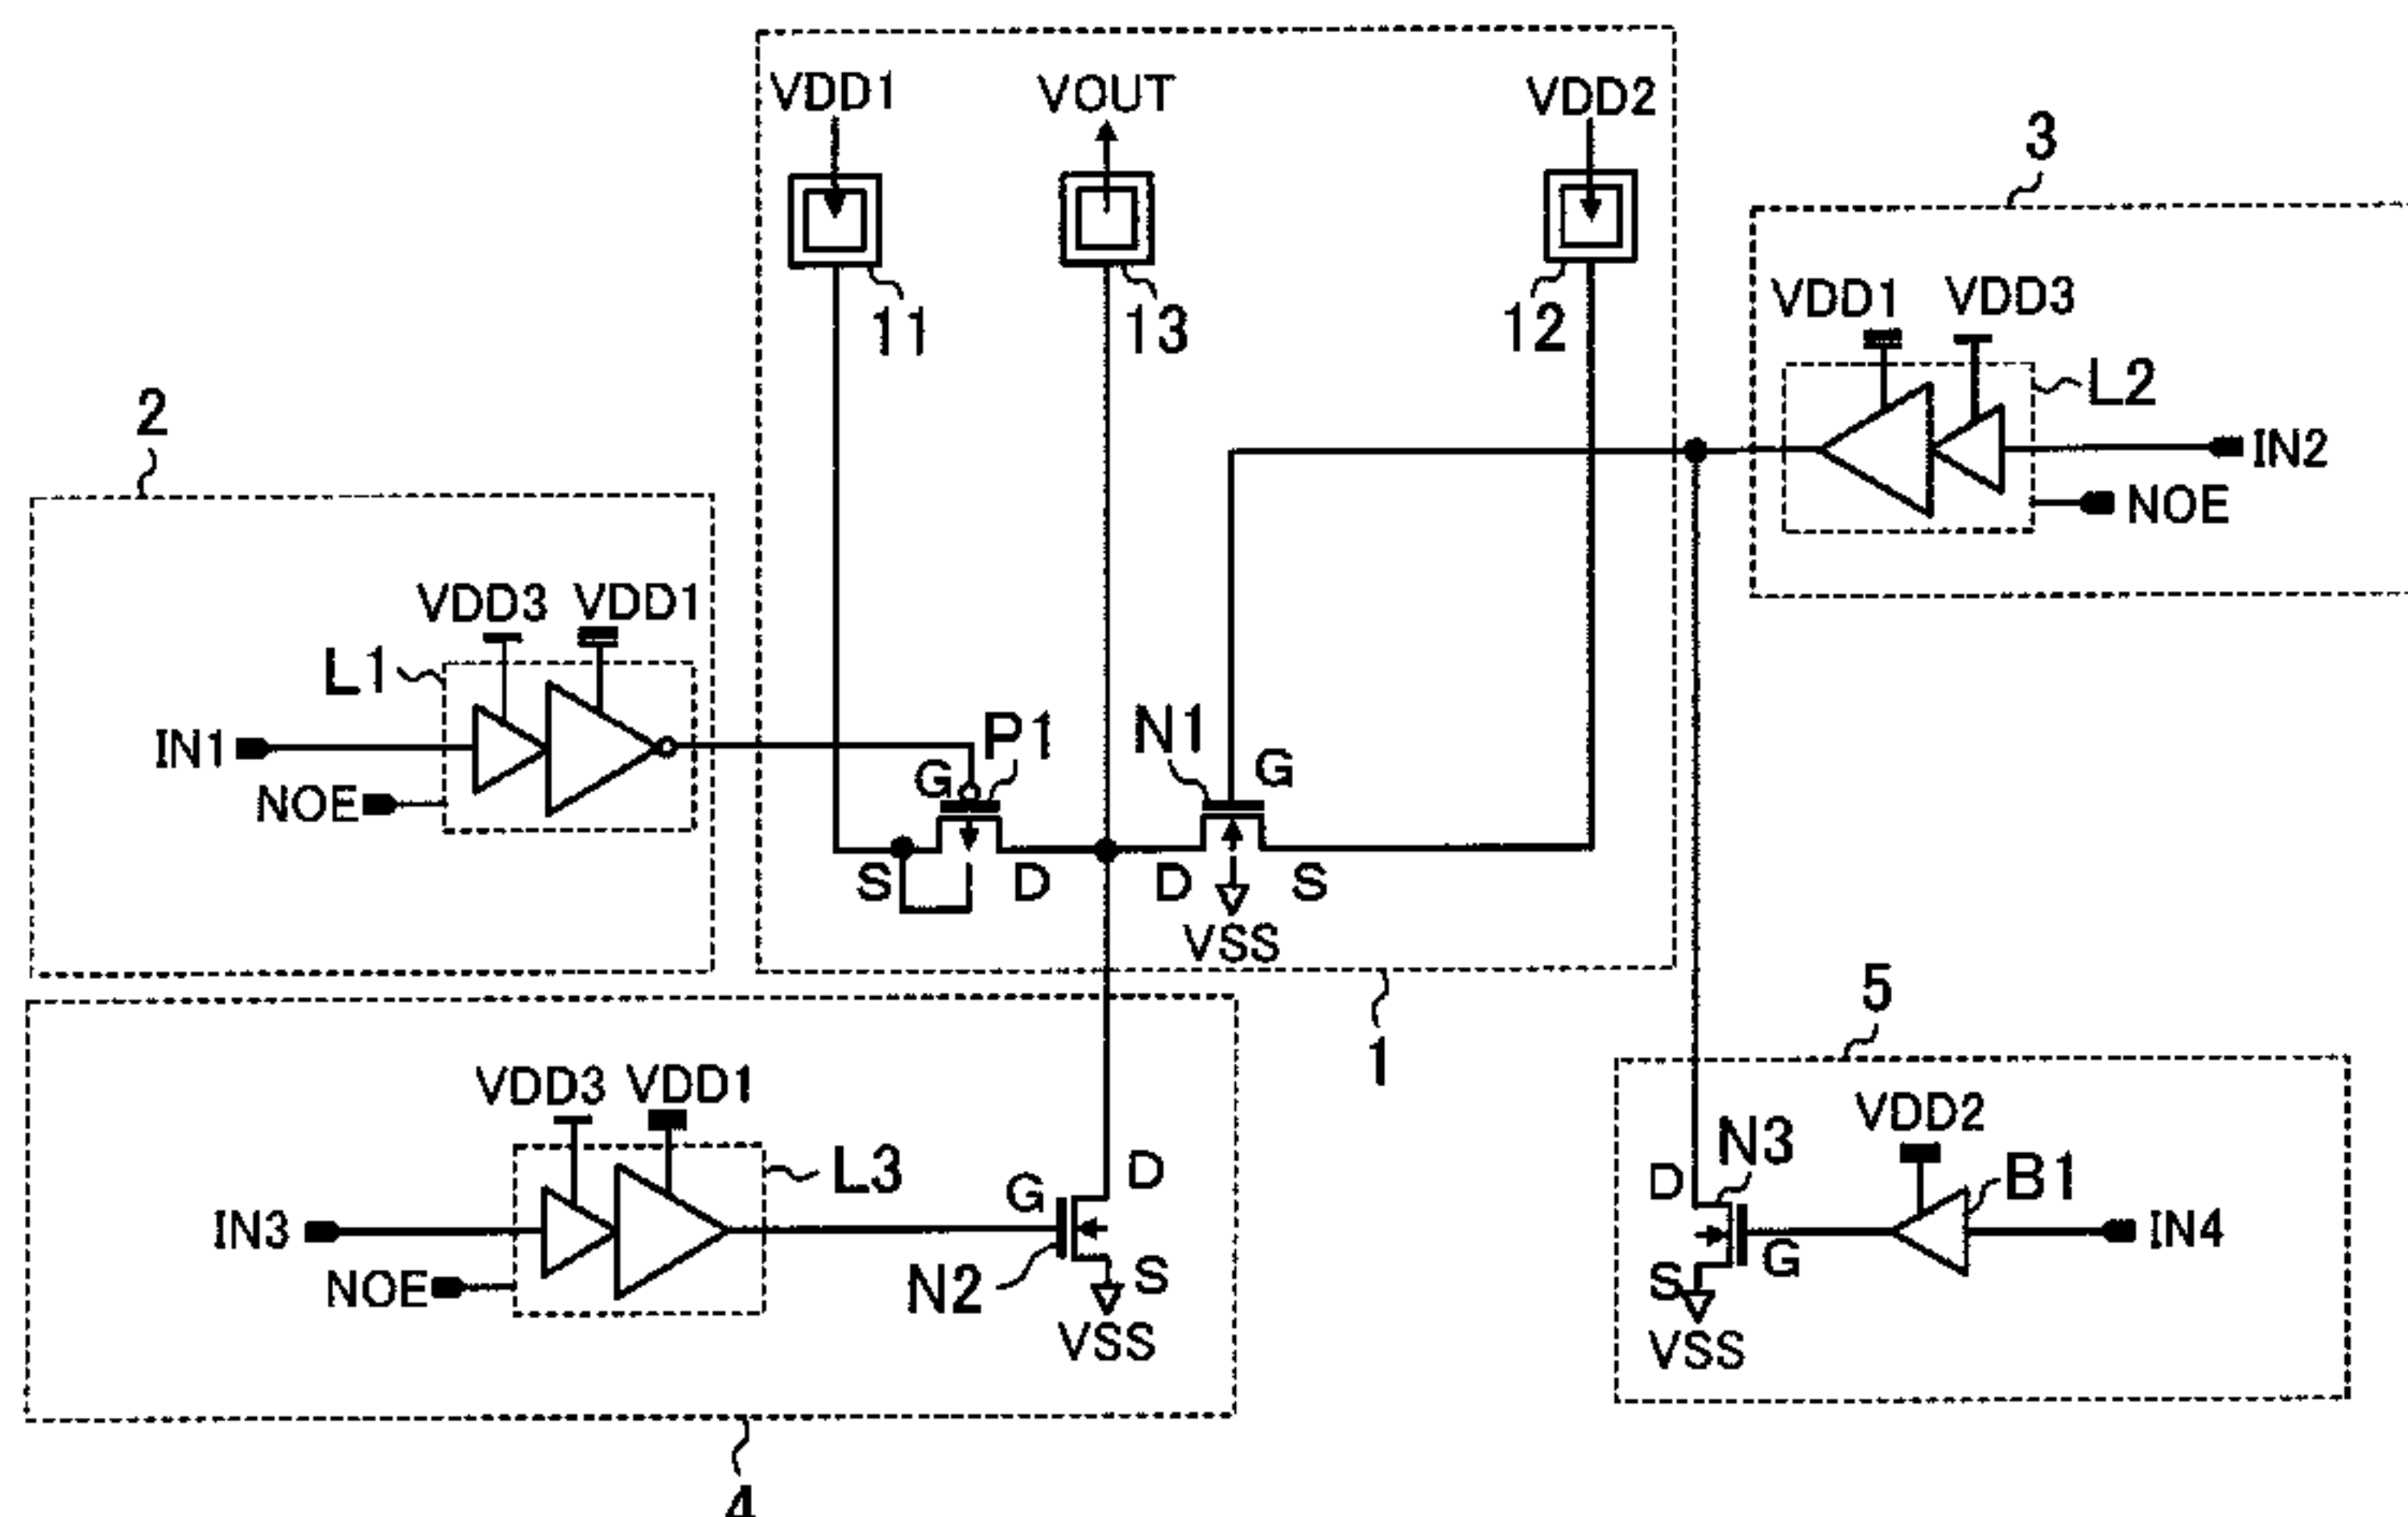 VDD1
VOUT
VDD2
3
11
13
12
VDD1
VDD3
L2
IN2
NOE
2
VDD3
VDD1
L1
IN1
NOE
P1
G
S
D
N1
G
D
S
VSS
1
5
VDD3
VDD1
L3
IN3
NOE
G
D
N2
S
VSS
VDD2
D
N3
B1
S
G
IN4
VSS
4